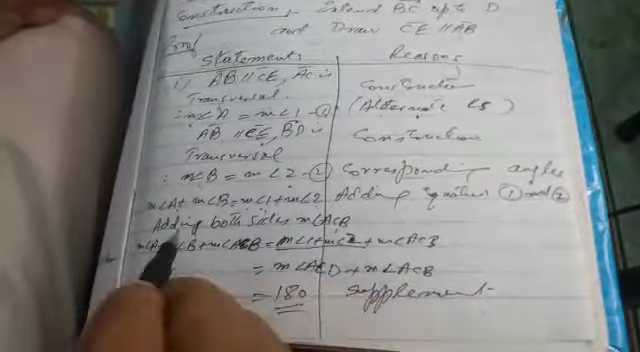 Construction, Extend BC upto D
and Draw CE // AB
Proof
Statements Reasons
i) AB // CE, AC is Construction
Transversal.
∴ m∠A = m∠1 - ① (Alternate ∠s)
AB // CE, BD is Construction
Transversal
∴ m∠B = m∠2 - ② Corresponding angles
m∠A + m∠B = m∠1 + m∠2 Adding equation ① and ②
Adding both sides m∠ACB
m∠A + ∠B + m∠ACB = m∠1 + m∠2 + m∠ACB
= m∠ACD + m∠ACB
= 180 Supplement